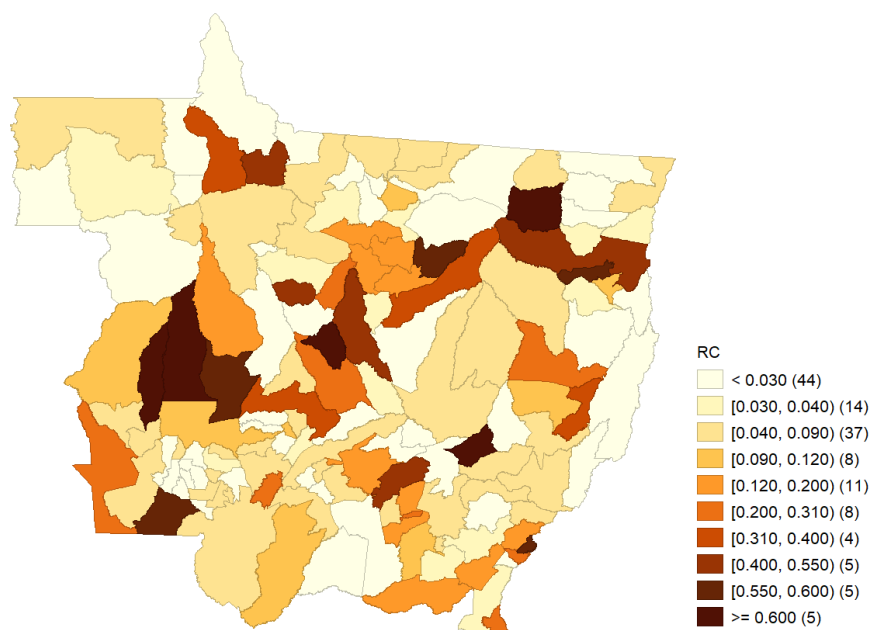 RC
< 0.030 (44)
[0.030, 0.040) (14)
[0.040, 0.090) (37)
[0.090, 0.120) (8)
[0.120, 0.200) (11)
[0.200, 0.310) (8)
[0.310, 0.400) (4)
[0.400, 0.550) (5)
[0.550, 0.600) (5)
>= 0.600 (5)